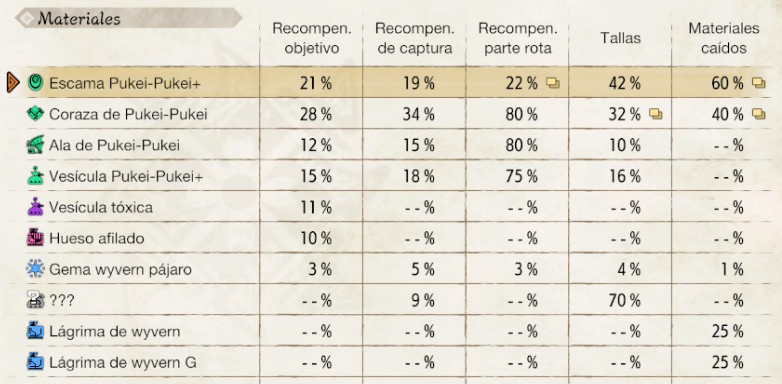 Materiales
Recompen. objetivo
Recompen. de captura
Recompen. parte rota
Tallas
Materiales caídos
Escama Pukei-Pukei+ 21 % 19 % 22 % 42 % 60 %
Coraza de Pukei-Pukei 28 % 34 % 80 % 32 % 40 %
Ala de Pukei-Pukei 12 % 15 % 80 % 10 % --%
Vesícula Pukei-Pukei+ 15 % 18 % 75 % 16 % --%
Vesícula tóxica 11 % --% --% --% --%
Hueso afilado 10 % --% --% --% --%
Gema wyvern pájaro 3 % 5 % 3 % 4 % 1 %
??? --% 9 % --% 70 % --%
Lágrima de wyvern --% --% --% --% 25 %
Lágrima de wyvern G --% --% --% --% 25 %